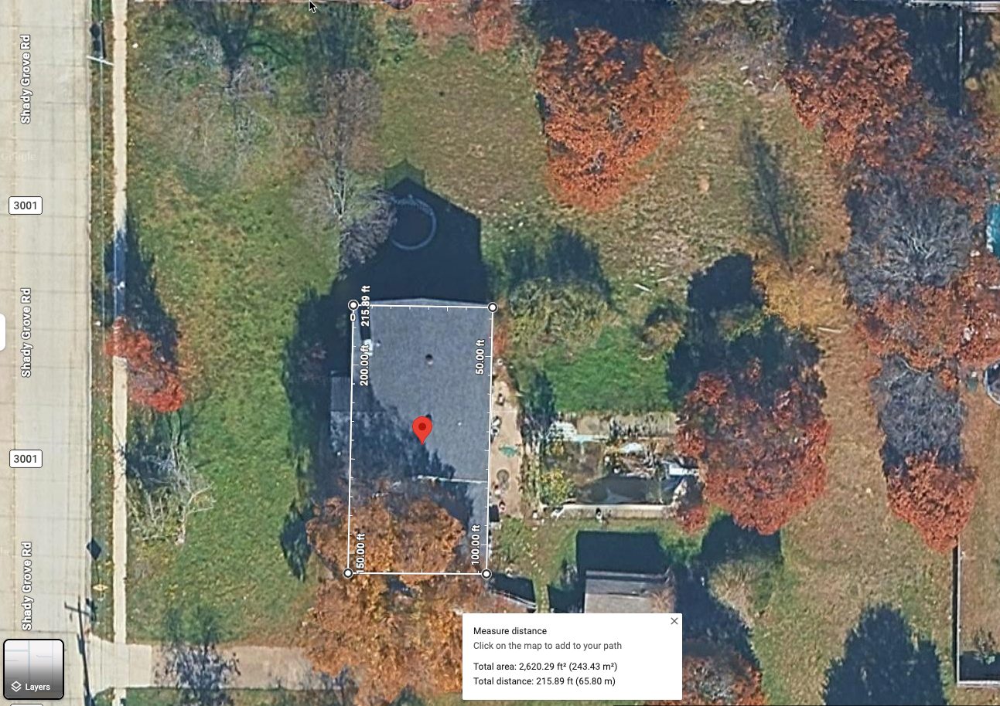 Shady Grove Rd
Google
3001
Shady Grove Rd
215.89 ft
0
200.00 ft
50.00 ft
3001
150.00 ft
100.00 ft
Shady Grove Rd
Layers
Measure distance
Click on the map to add to your path
Total area: 2,620.29 ft² (243.43 m²)
Total distance: 215.89 ft (65.80 m)